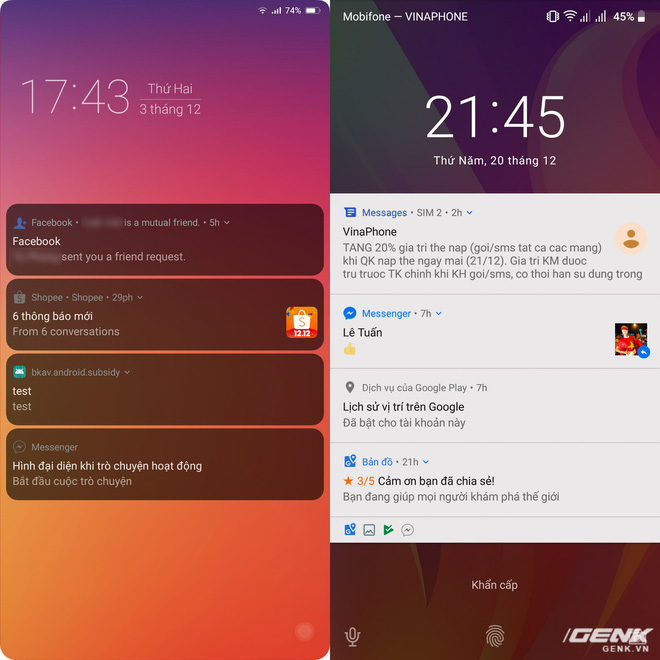 74%
17:43
Thứ Hai
3 tháng 12
Facebook • is a mutual friend. • 5h
Facebook
sent you a friend request.
Shopee • Shopee • 29ph
6 thông báo mới
From 6 conversations
12.12
bkav.android.subsidy
test
test
Messenger
Hình đại diện khi trò chuyện hoạt động
Bắt đầu cuộc trò chuyện
Mobifone — VINAPHONE
45%
21:45
Thứ Năm, 20 tháng 12
Messages • SIM 2 • 2h
VinaPhone
TANG 20% gia tri the nap (goi/sms tat ca cac mang)
khi QK nap the ngay mai (21/12). Gia tri KM duoc
tru truoc TK chinh khi KH goi/sms, co thoi han su dung trong
Messenger • 7h
Lê Tuấn
Dịch vụ của Google Play • 7h
Lịch sử vị trí trên Google
Đã bật cho tài khoản này
Bản đồ • 21h
★ 3/5 Cảm ơn bạn đã chia sẻ!
Bạn đang giúp mọi người khám phá thế giới
Khẩn cấp
GENK
GENK.VN